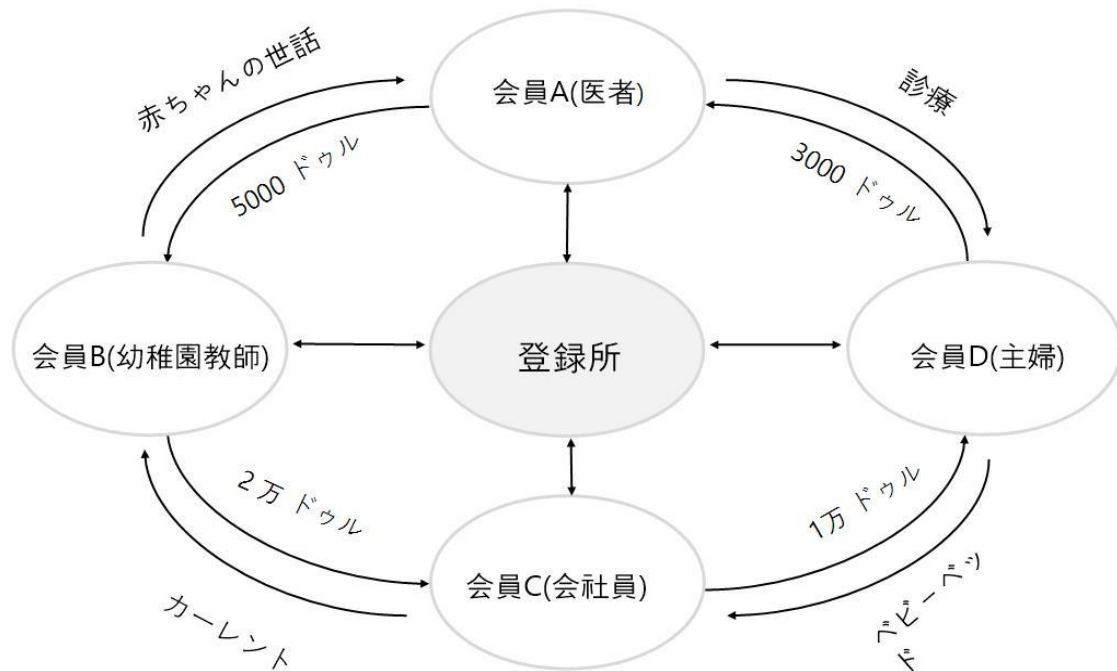 赤ちゃんの世話
会員A(医者)
診療
5000 ドゥル
3000 ドゥル
会員B(幼稚園教師)
登録所
会員D(主婦)
2万 ドゥル
1万 ドゥル
カーレント
会員C(会社員)
ベビーベッ
ド